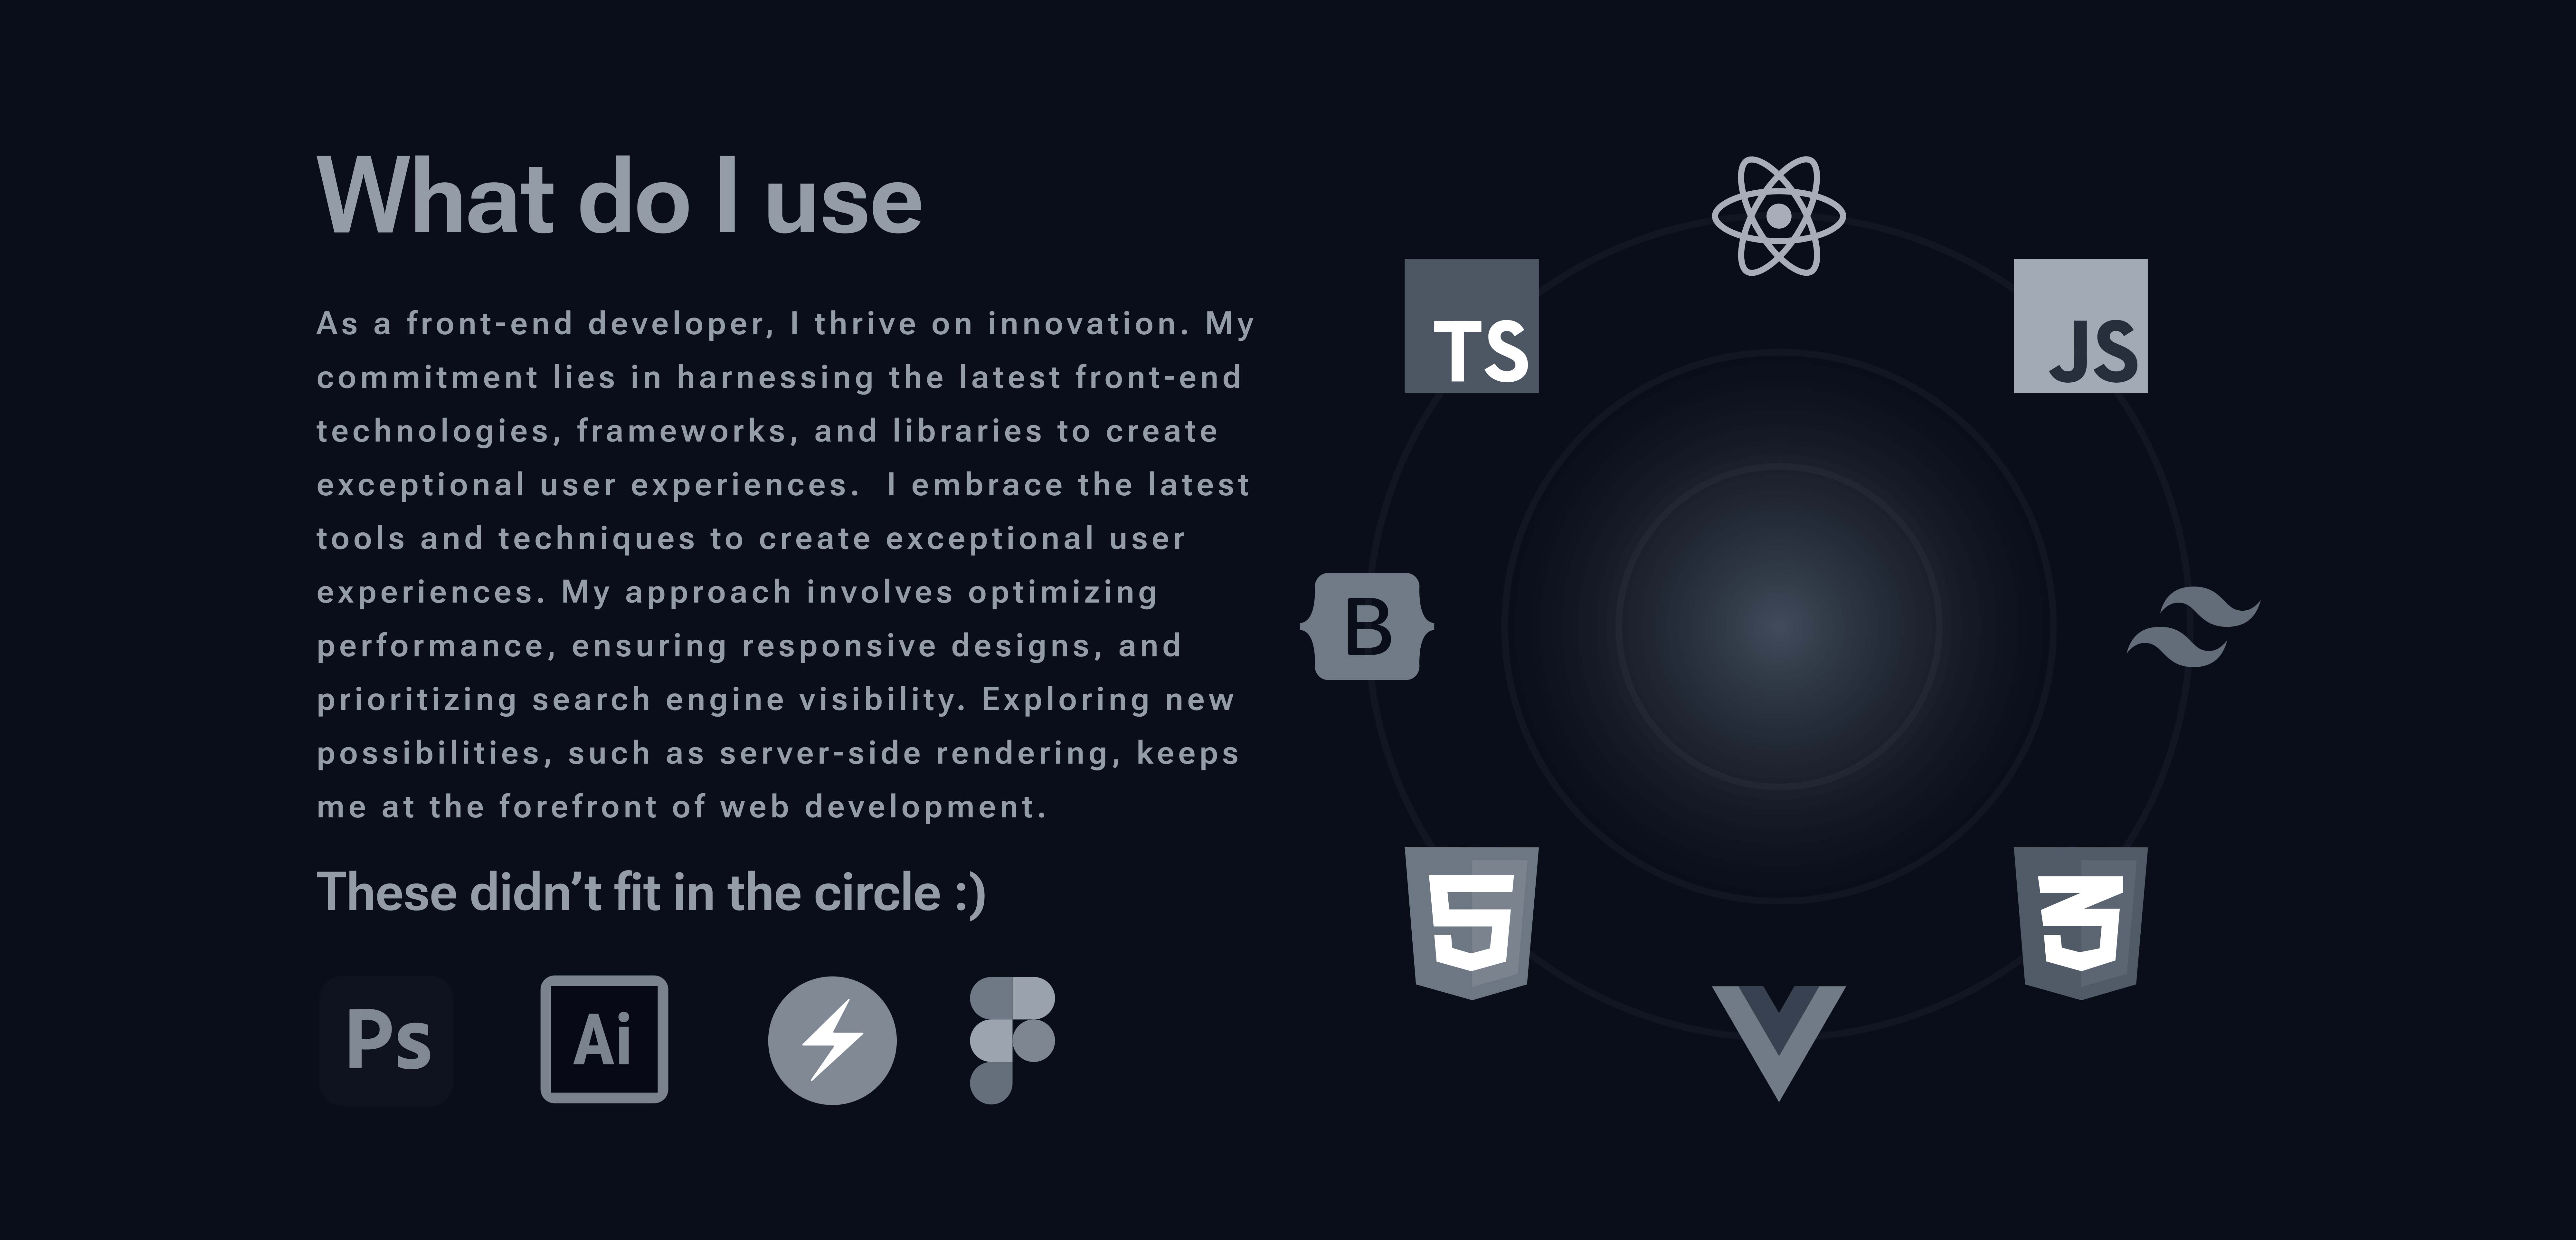 What do I use
As a front-end developer, I thrive on innovation. My
commitment lies in harnessing the latest front-end
technologies, frameworks, and libraries to create
exceptional user experiences.  I embrace the latest
tools and techniques to create exceptional user
experiences. My approach involves optimizing
performance, ensuring responsive designs, and
prioritizing search engine visibility. Exploring new
possibilities, such as server-side rendering, keeps
me at the forefront of web development.
These didn’t fit in the circle :)
Ps
Ai
TS
JS
B
5
3